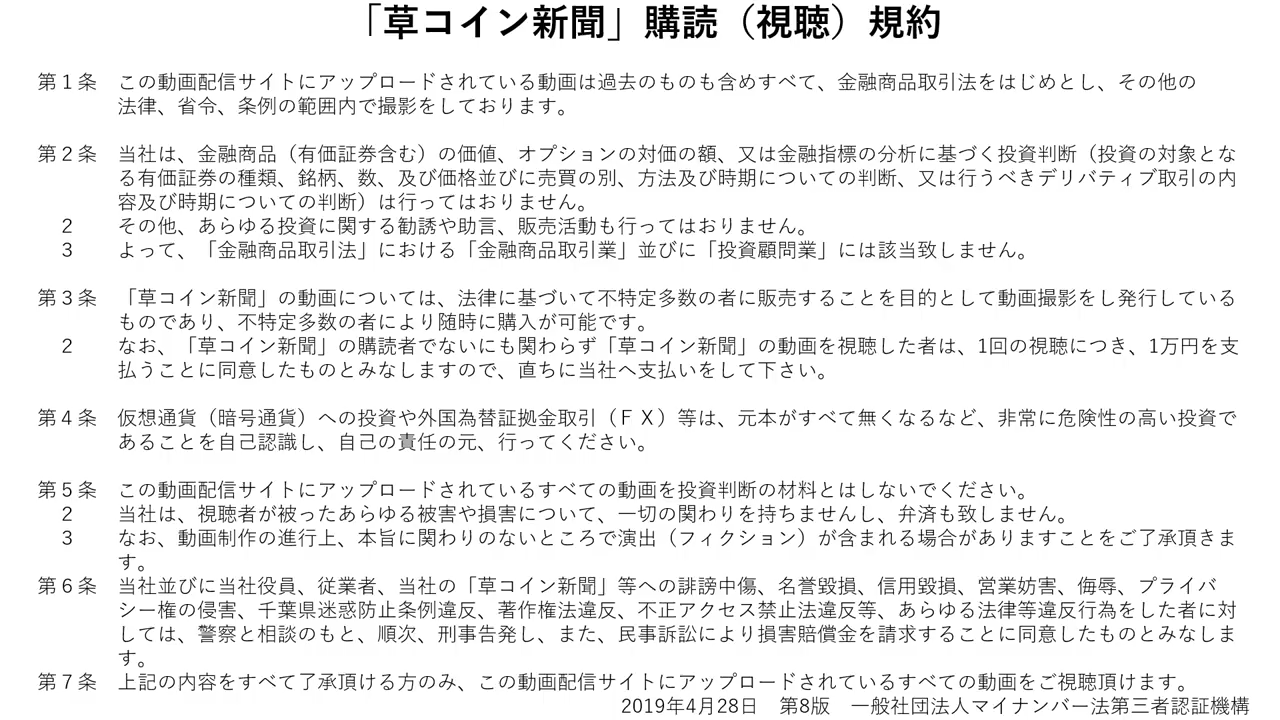 「草コイン新聞」購読（視聴）規約
第１条 この動画配信サイトにアップロードされている動画は過去のものも含めすべて、金融商品取引法をはじめとし、その他の
法律、省令、条例の範囲内で撮影をしております。
第２条 当社は、金融商品（有価証券含む）の価値、オプションの対価の額、又は金融指標の分析に基づく投資判断（投資の対象とな
る有価証券の種類、銘柄、数、及び価格並びに売買の別、方法及び時期についての判断、又は行うべきデリバティブ取引の内
容及び時期についての判断）は行ってはおりません。
２ その他、あらゆる投資に関する勧誘や助言、販売活動も行ってはおりません。
３ よって、「金融商品取引法」における「金融商品取引業」並びに「投資顧問業」には該当致しません。
第３条 「草コイン新聞」の動画については、法律に基づいて不特定多数の者に販売することを目的として動画撮影をし発行している
ものであり、不特定多数の者により随時に購入が可能です。
２ なお、「草コイン新聞」の購読者でないにも関わらず「草コイン新聞」の動画を視聴した者は、1回の視聴につき、1万円を支
払うことに同意したものとみなしますので、直ちに当社へ支払いをして下さい。
第４条 仮想通貨（暗号通貨）への投資や外国為替証拠金取引（ＦＸ）等は、元本がすべて無くなるなど、非常に危険性の高い投資で
あることを自己認識し、自己の責任の元、行ってください。
第５条 この動画配信サイトにアップロードされているすべての動画を投資判断の材料とはしないでください。
２ 当社は、視聴者が被ったあらゆる被害や損害について、一切の関わりを持ちませんし、弁済も致しません。
３ なお、動画制作の進行上、本旨に関わりのないところで演出（フィクション）が含まれる場合がありますことをご了承頂きま
す。
第６条 当社並びに当社役員、従業者、当社の「草コイン新聞」等への誹謗中傷、名誉毀損、信用毀損、営業妨害、侮辱、プライバ
シー権の侵害、千葉県迷惑防止条例違反、著作権法違反、不正アクセス禁止法違反等、あらゆる法律等違反行為をした者に対
しては、警察と相談のもと、順次、刑事告発し、また、民事訴訟により損害賠償金を請求することに同意したものとみなしま
す。
第７条 上記の内容をすべて了承頂ける方のみ、この動画配信サイトにアップロードされているすべての動画をご視聴頂けます。
2019年4月28日　第8版　一般社団法人マイナンバー法第三者認証機構